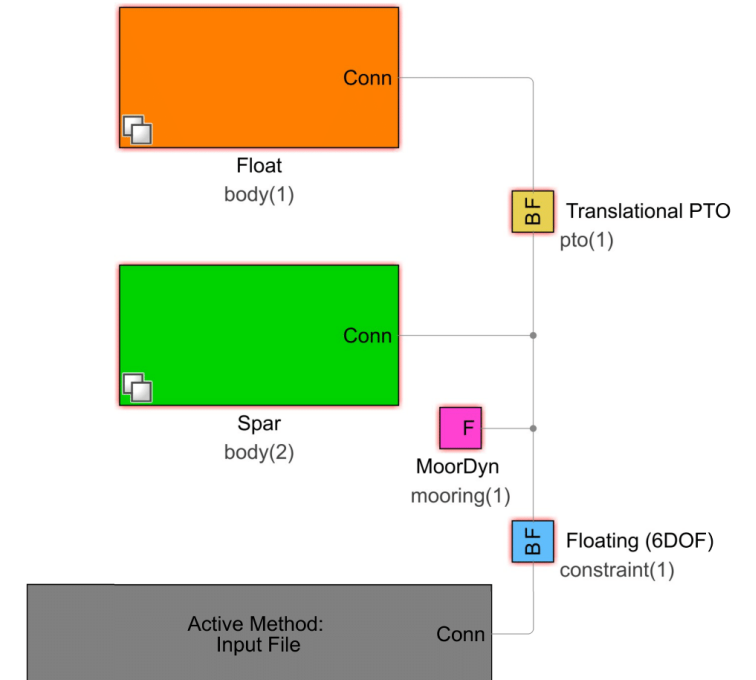 Conn
Float
body(1)
BF
Translational PTO
pto(1)
Conn
Spar
body(2)
F
MoorDyn
mooring(1)
BF
Floating (6DOF)
constraint(1)
Active Method:
Input File
Conn